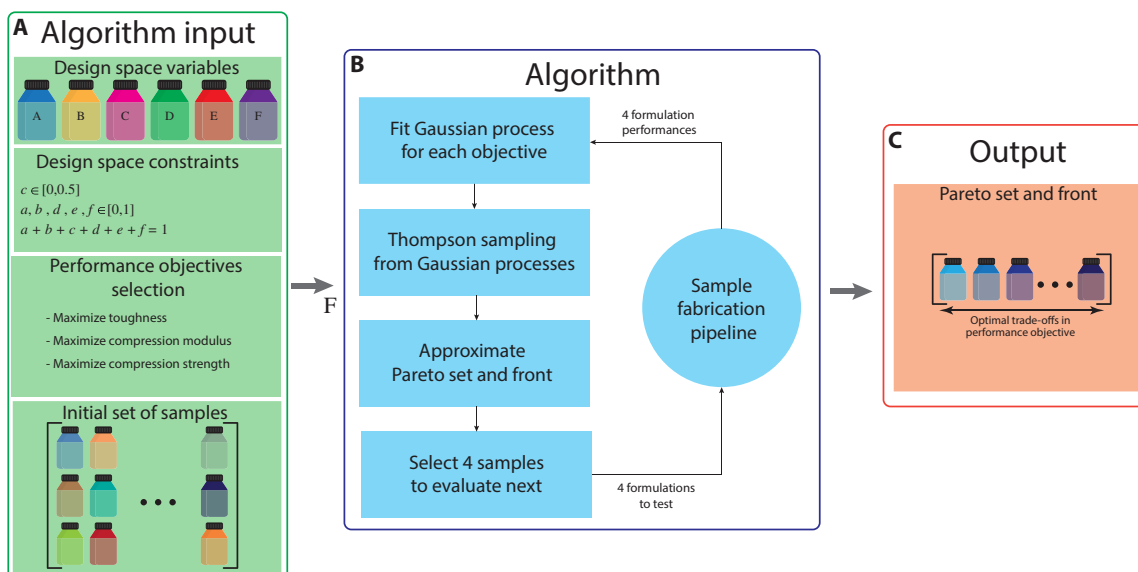 A
Algorithm input
Design space variables
A B C D E F
Design space constraints
c ∈ [0,0.5]
a, b , d , e , f ∈[0,1]
a + b + c + d + e + f = 1
Performance objectives
selection
- Maximize toughness
- Maximize compression modulus
- Maximize compression strength
Initial set of samples
F
B
Algorithm
Fit Gaussian process
for each objective
Thompson sampling
from Gaussian processes
Approximate
Pareto set and front
Select 4 samples
to evaluate next
4 formulation
performances
Sample
fabrication
pipeline
4 formulations
to test
C
Output
Pareto set and front
Optimal trade-offs in
performance objective